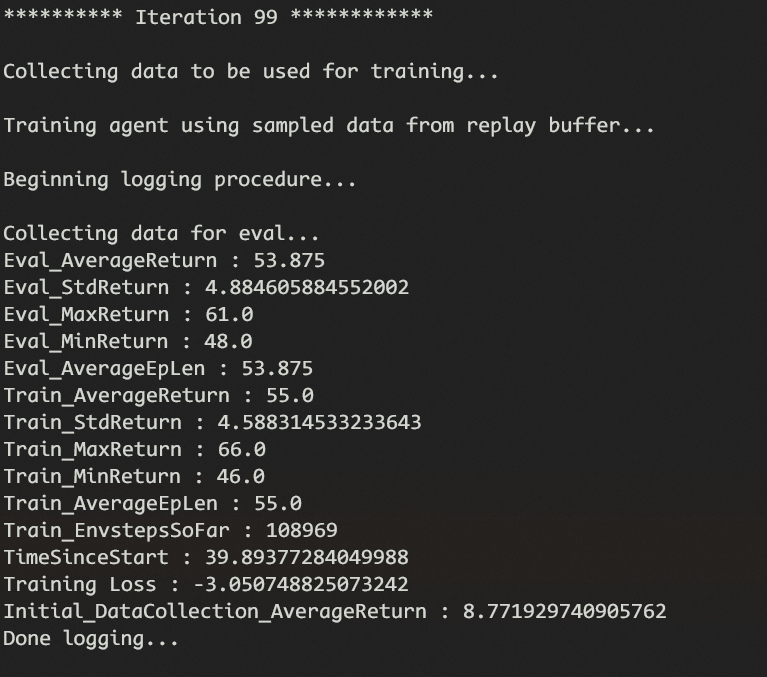 ********** Iteration 99 ************
Collecting data to be used for training...
Training agent using sampled data from replay buffer...
Beginning logging procedure...
Collecting data for eval...
Eval_AverageReturn : 53.875
Eval_StdReturn : 4.884605884552002
Eval_MaxReturn : 61.0
Eval_MinReturn : 48.0
Eval_AverageEpLen : 53.875
Train_AverageReturn : 55.0
Train_StdReturn : 4.588314533233643
Train_MaxReturn : 66.0
Train_MinReturn : 46.0
Train_AverageEpLen : 55.0
Train_EnvstepsSoFar : 108969
TimeSinceStart : 39.89377284049988
Training Loss : -3.050748825073242
Initial_DataCollection_AverageReturn : 8.771929740905762
Done logging...